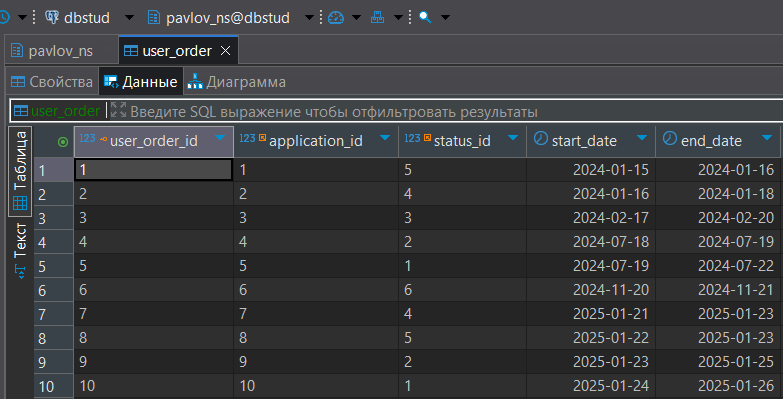 dbstud pavlov_ns@dbstud
pavlov_ns user_order
Свойства Данные Диаграмма
user_order Введите SQL выражение чтобы отфильтровать результаты
Таблица
Текст
123 user_order_id 123 application_id 123 status_id start_date end_date
1 1 1 5 2024-01-15 2024-01-16
2 2 2 4 2024-01-16 2024-01-18
3 3 3 3 2024-02-17 2024-02-20
4 4 4 2 2024-07-18 2024-07-19
5 5 5 1 2024-07-19 2024-07-22
6 6 6 6 2024-11-20 2024-11-21
7 7 7 4 2025-01-21 2025-01-23
8 8 8 5 2025-01-22 2025-01-23
9 9 9 2 2025-01-23 2025-01-25
10 10 10 1 2025-01-24 2025-01-26